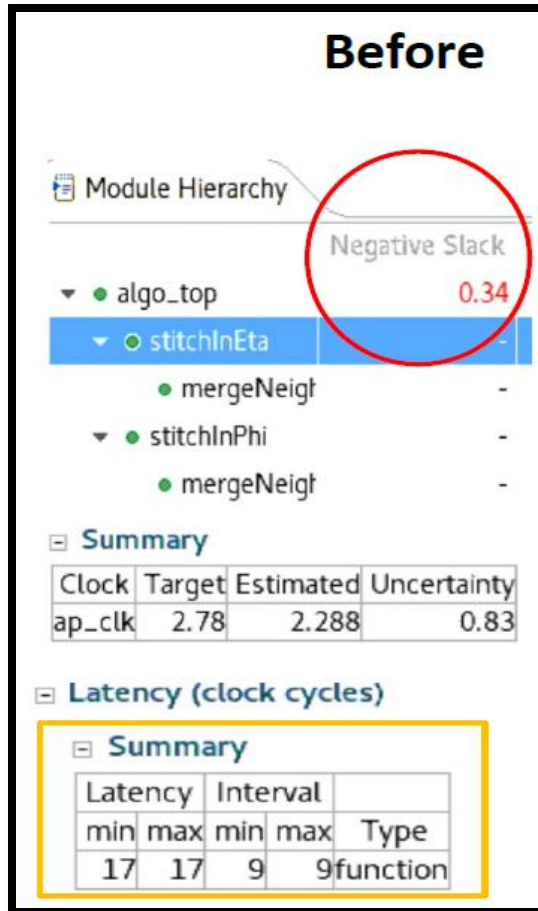 Before
Module Hierarchy
Negative Slack
algo_top 0.34
stitchInEta -
mergeNeigh -
stitchInPhi -
mergeNeigh -
Summary
Clock Target Estimated Uncertainty
ap_clk 2.78 2.288 0.83
Latency (clock cycles)
Summary
Latency Interval
min max min max Type
17 17 9 9 function